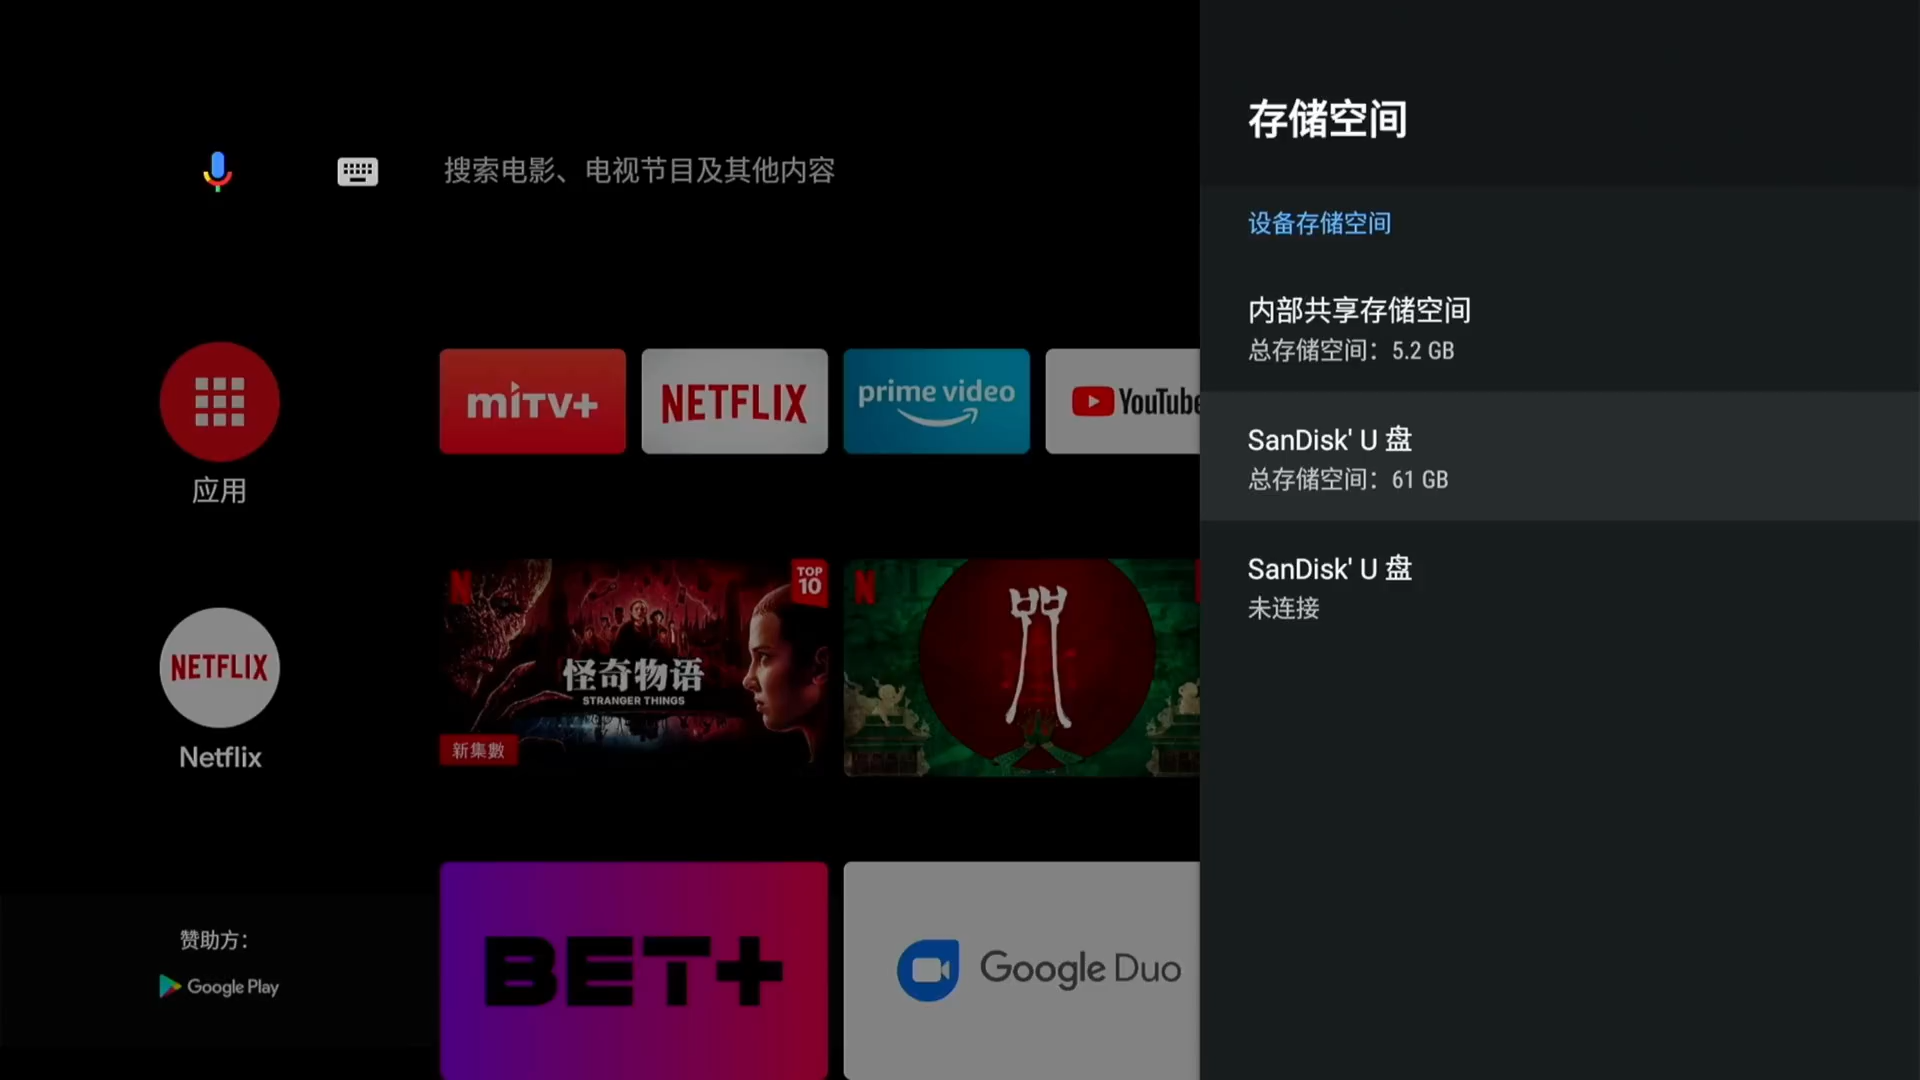 搜索电影、电视节目及其他内容
应用
mitv+
NETFLIX
prime video
YouTube
NETFLIX
Netflix
N
TOP
10
怪奇物语
STRANGER THINGS
新集數
N
咒
赞助方：
Google Play
BET+
Google Duo
存储空间
设备存储空间
内部共享存储空间
总存储空间：5.2 GB
SanDisk' U 盘
总存储空间：61 GB
SanDisk' U 盘
未连接